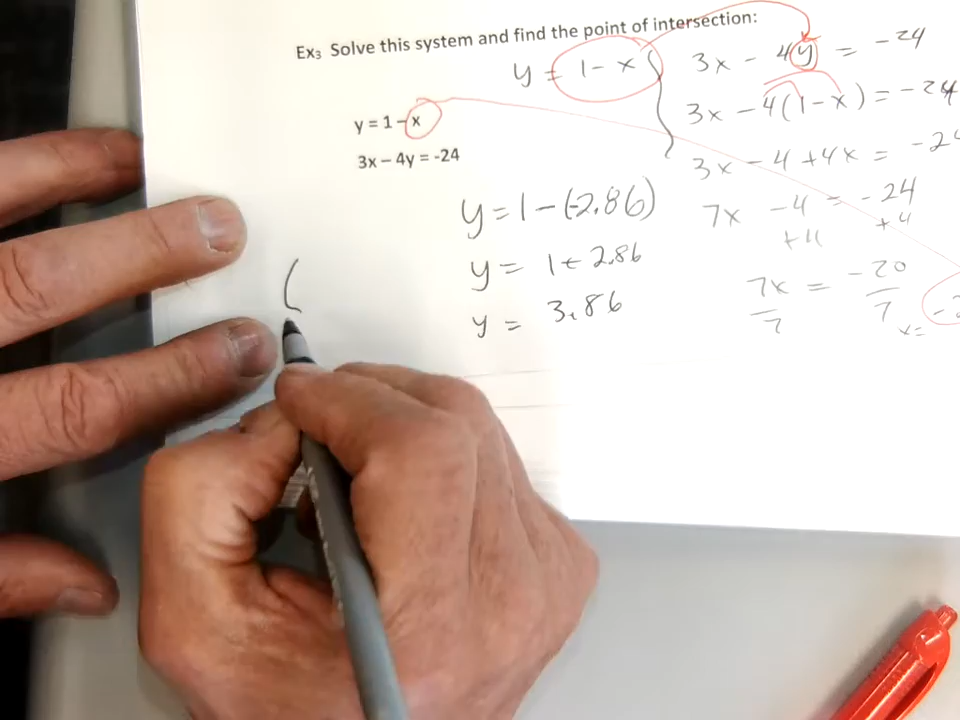 Ex3 Solve this system and find the point of intersection:
y = 1 - x
3x - 4y = -24
y = 1 - x
3x - 4y = -24
3x - 4(1 - x) = -24
3x - 4 + 4x = -24
7x - 4 = -24
+4 +4
7x = -20
7 7
x = -2
y = 1 - (-2.86)
y = 1 + 2.86
y = 3.86
(